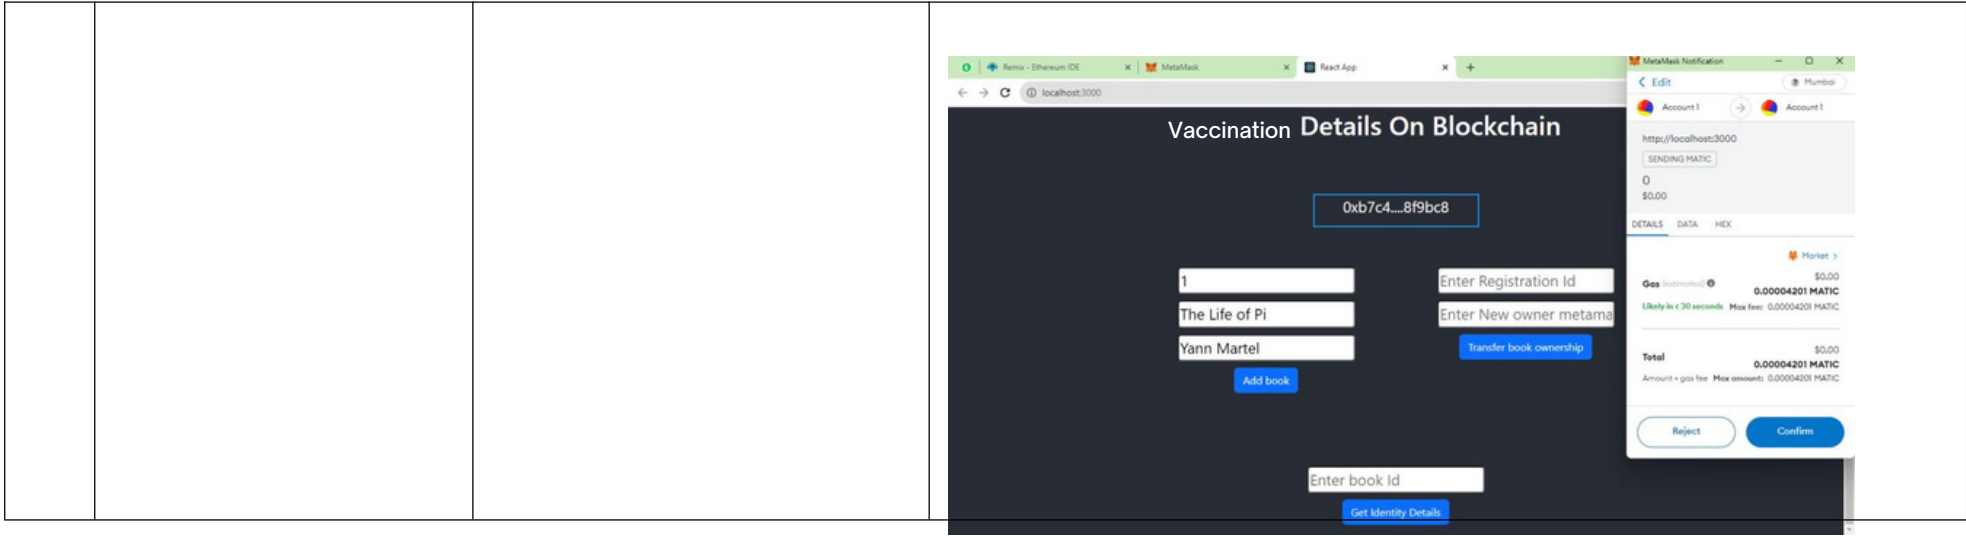 Remix - Ethereum IDE
MetaMask
React App
localhost:3000
Vaccination Details On Blockchain
0xb7c4....8f9bc8
1
The Life of Pi
Yann Martel
Add book
Enter Registration Id
Enter New owner metama
Transfer book ownership
Enter book Id
Get Identity Details
MetaMask Notification
Edit
Mumbai
Account 1
Account 1
http://localhost:3000
SENDING MATIC
0
$0.00
DETAILS DATA HEX
Market >
$0.00
Gas (estimated) 0.00004201 MATIC
Likely in < 30 seconds Max fee: 0.00004201 MATIC
$0.00
Total 0.00004201 MATIC
Amount + gas fee Max amount: 0.00004201 MATIC
Reject
Confirm